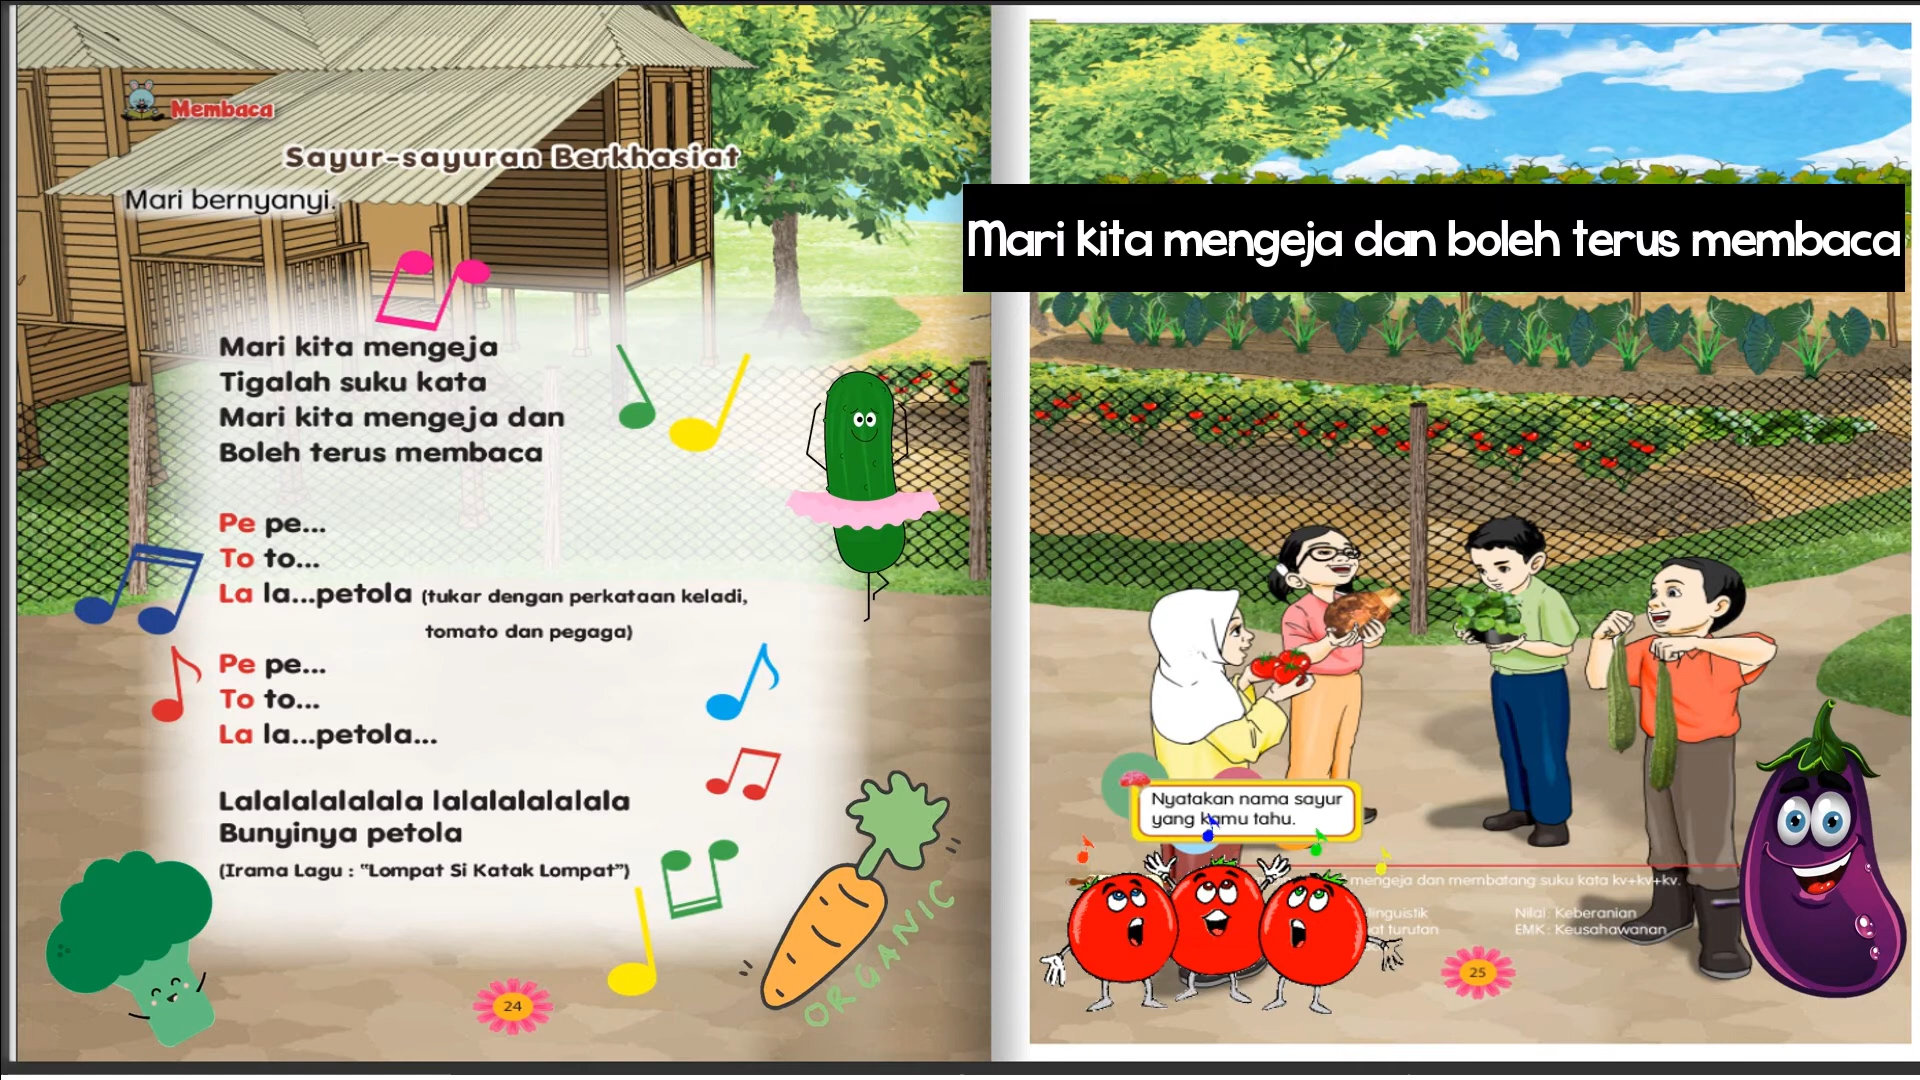 Membaca
Sayur-sayuran Berkhasiat
Mari bernyanyi.
Mari kita mengeja
Tigalah suku kata
Mari kita mengeja dan
Boleh terus membaca
Pe pe...
To to...
La la...petola (tukar dengan perkataan keladi,
tomato dan pegaga)
Pe pe...
To to...
La la...petola...
Lalalalalalala lalalalalalala
Bunyinya petola
(Irama Lagu : “Lompat Si Katak Lompat”)
ORGANIC
24
Mari kita mengeja dan boleh terus membaca
Nyatakan nama sayur
yang kamu tahu.
mengeja dan membatang suku kata kv+kv+kv.
linguistik
Nilai : Keberanian
turutan
EMK : Keusahawanan
25